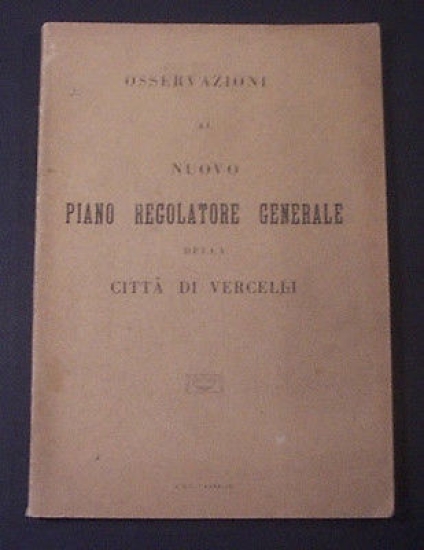 OSSERVAZIONI
AL
NUOVO
PIANO REGOLATORE GENERALE
DELLA
CITTÀ DI VERCELLI